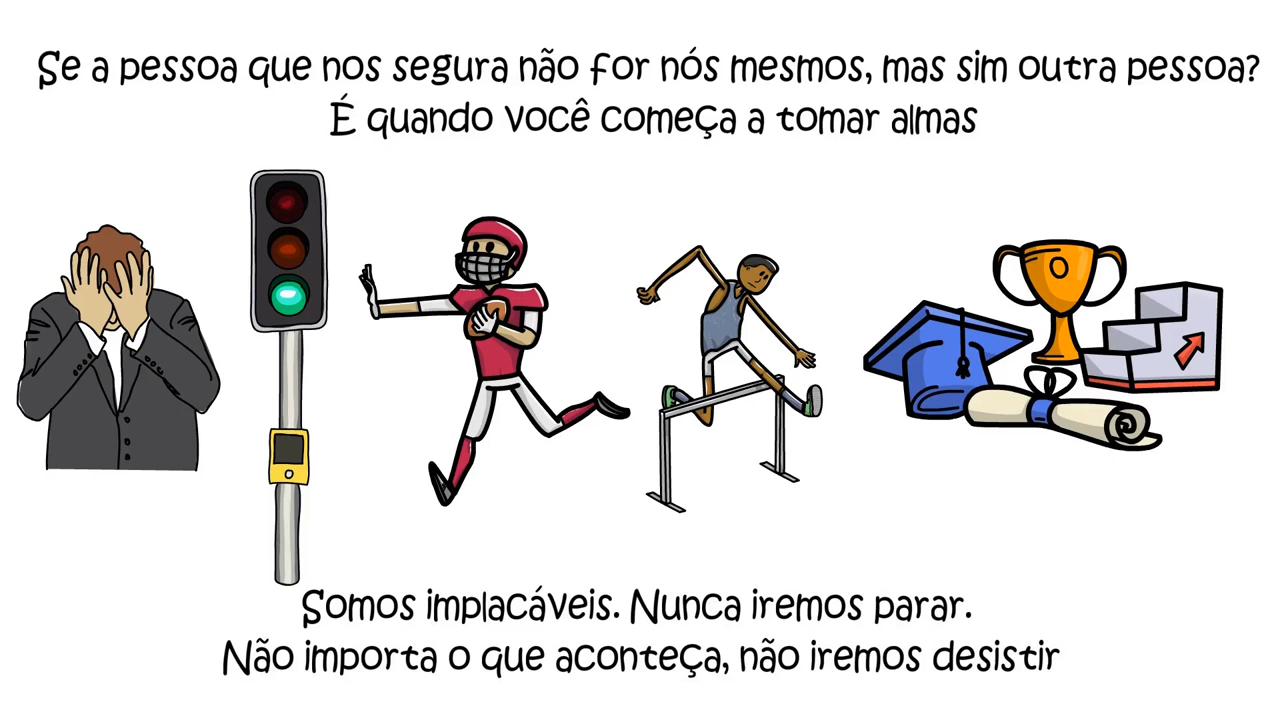 Se a pessoa que nos segura não for nós mesmos, mas sim outra pessoa?
É quando você começa a tomar almas
Somos implacáveis. Nunca iremos parar.
Não importa o que aconteça, não iremos desistir